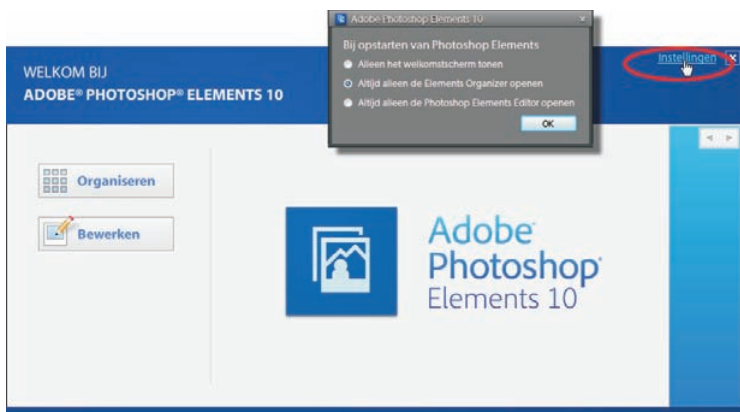 Adobe Photoshop Elements 10
Bij opstarten van Photoshop Elements
Alleen het welkomstscherm tonen
Altijd alleen de Elements Organizer openen
Altijd alleen de Photoshop Elements Editor openen
OK
Instellingen
WELKOM BIJ
ADOBE® PHOTOSHOP® ELEMENTS 10
Organiseren
Bewerken
Adobe®
Photoshop®
Elements 10